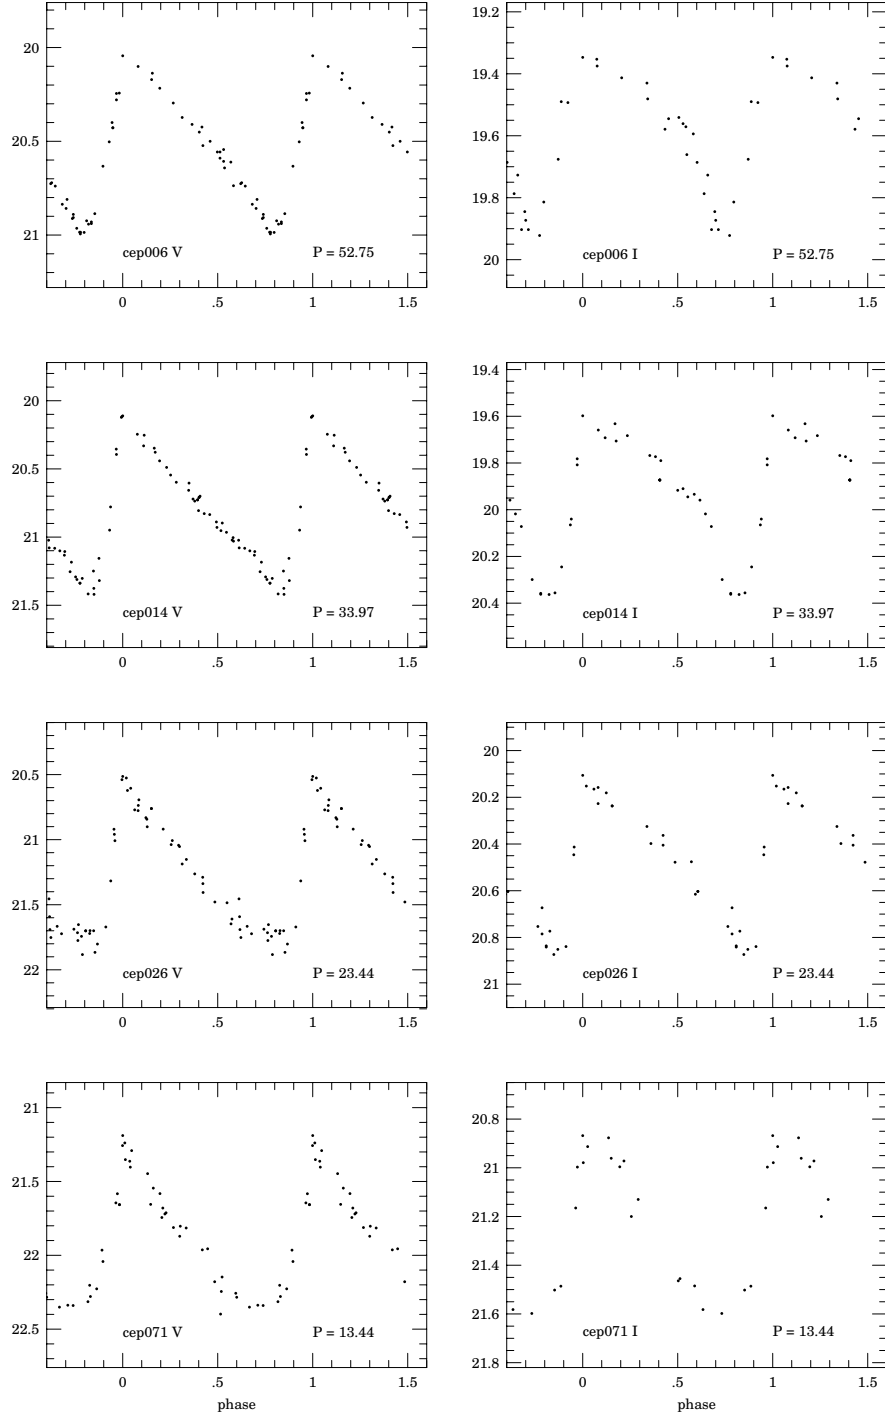 20
20.5
21
cep006 V P = 52.75
0 .5 1 1.5
19.2
19.4
19.6
19.8
20
cep006 I P = 52.75
0 .5 1 1.5
20
20.5
21
21.5
cep014 V P = 33.97
0 .5 1 1.5
19.4
19.6
19.8
20
20.2
20.4
cep014 I P = 33.97
0 .5 1 1.5
20.5
21
21.5
22
cep026 V P = 23.44
0 .5 1 1.5
20
20.2
20.4
20.6
20.8
21
cep026 I P = 23.44
0 .5 1 1.5
21
21.5
22
22.5
cep071 V P = 13.44
0 .5 1 1.5
phase
20.8
21
21.2
21.4
21.6
21.8
cep071 I P = 13.44
0 .5 1 1.5
phase